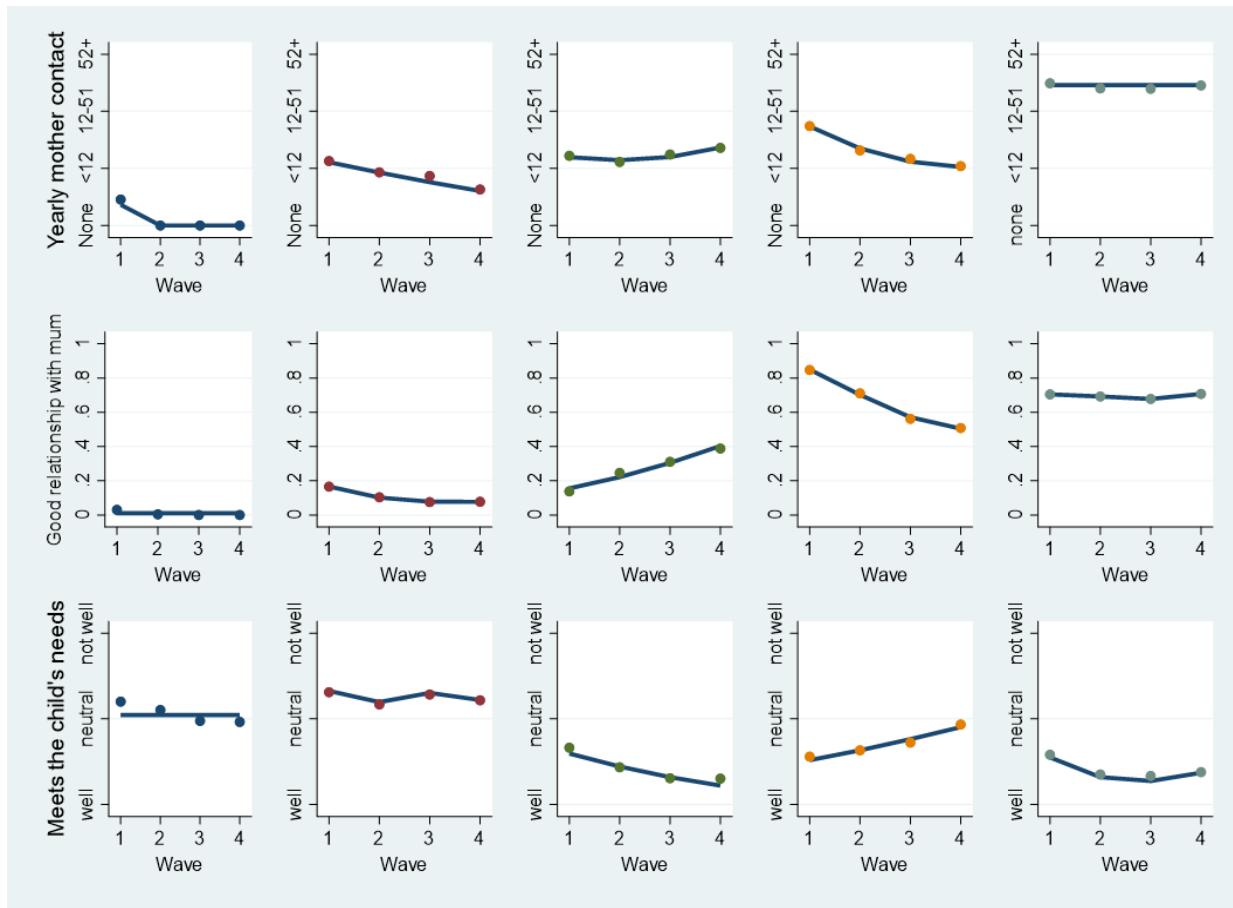 Yearly mother contact
52+
12-51
<12
None
1 2 3 4
Wave
52+
12-51
<12
None
1 2 3 4
Wave
52+
12-51
<12
None
1 2 3 4
Wave
52+
12-51
<12
None
1 2 3 4
Wave
52+
12-51
<12
none
1 2 3 4
Wave
Good relationship with mum
1
.8
.6
.4
.2
0
1 2 3 4
Wave
1
.8
.6
.4
.2
0
1 2 3 4
Wave
1
.8
.6
.4
.2
0
1 2 3 4
Wave
1
.8
.6
.4
.2
0
1 2 3 4
Wave
1
.8
.6
.4
.2
0
1 2 3 4
Wave
Meets the child's needs
not well
neutral
well
1 2 3 4
Wave
not well
neutral
well
1 2 3 4
Wave
not well
neutral
well
1 2 3 4
Wave
not well
neutral
well
1 2 3 4
Wave
not well
neutral
well
1 2 3 4
Wave